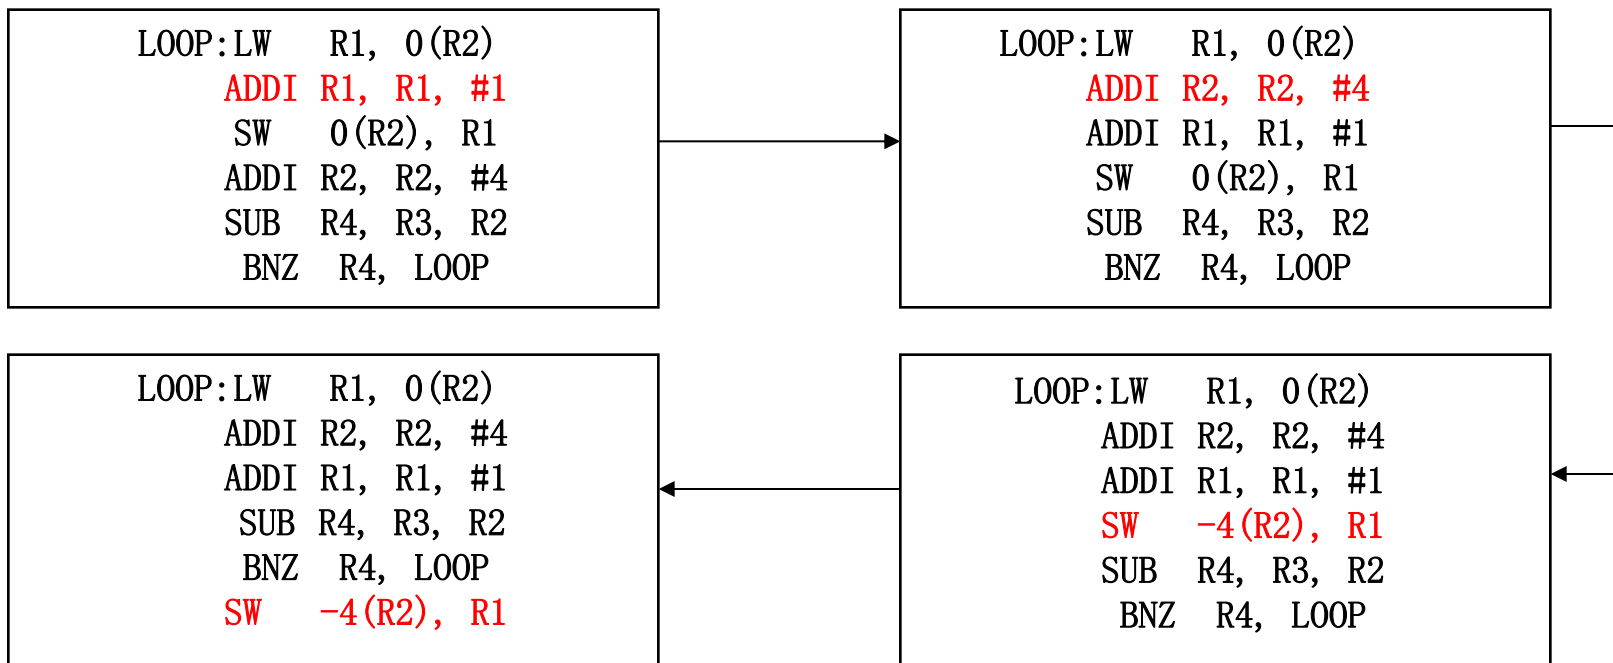 LOOP:LW R1, 0(R2)
ADDI R1, R1, #1
SW 0(R2), R1
ADDI R2, R2, #4
SUB R4, R3, R2
BNZ R4, LOOP
LOOP:LW R1, 0(R2)
ADDI R2, R2, #4
ADDI R1, R1, #1
SW 0(R2), R1
SUB R4, R3, R2
BNZ R4, LOOP
LOOP:LW R1, 0(R2)
ADDI R2, R2, #4
ADDI R1, R1, #1
SUB R4, R3, R2
BNZ R4, LOOP
SW -4(R2), R1
LOOP:LW R1, 0(R2)
ADDI R2, R2, #4
ADDI R1, R1, #1
SW -4(R2), R1
SUB R4, R3, R2
BNZ R4, LOOP